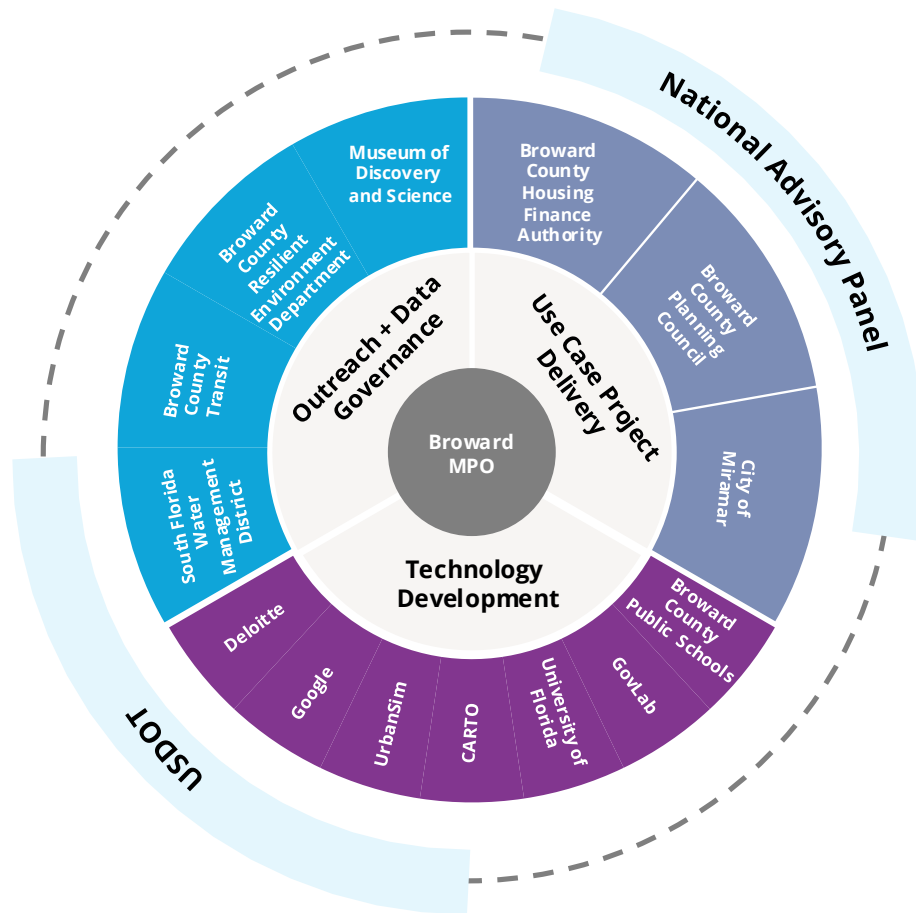 National Advisory Panel
Museum of
Discovery
and Science
Broward
County
Housing
Finance
Authority
Broward
County
Resilient
Environment
Department
Broward
County
Planning
Council
Outreach + Data
Governance
Use Case Project
Delivery
Broward
County
Transit
Broward
MPO
City of
Miramar
South Florida
Water
Management
District
Technology
Development
Deloitte
Google
UrbanSim
CARTO
University of
Florida
GovLab
Broward
County
Public Schools
USDOT